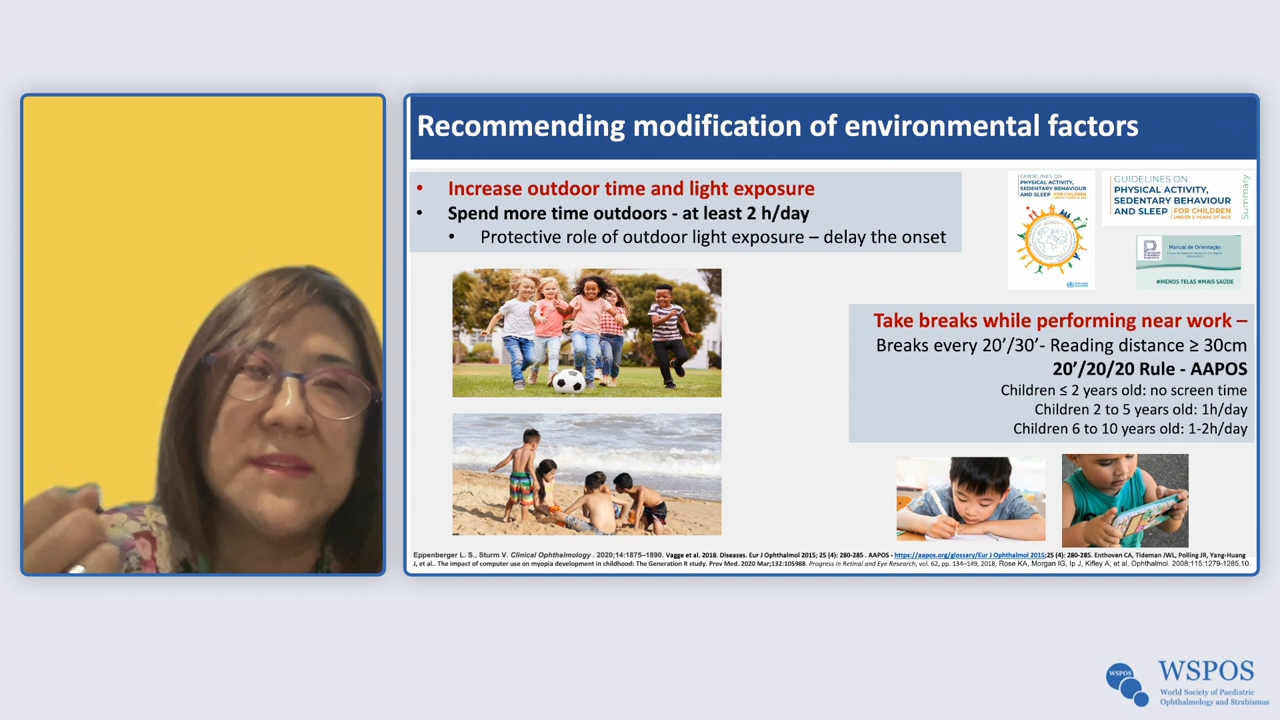 Recommending modification of environmental factors
• Increase outdoor time and light exposure
• Spend more time outdoors - at least 2 h/day
• Protective role of outdoor light exposure – delay the onset
GUIDELINES ON
PHYSICAL ACTIVITY,
SEDENTARY BEHAVIOUR
AND SLEEP FOR CHILDREN
UNDER 5 YEARS OF AGE
GUIDELINES ON
PHYSICAL ACTIVITY,
SEDENTARY BEHAVIOUR
AND SLEEP FOR CHILDREN
UNDER 5 YEARS OF AGE
Summary
Manual de Orientação
#MENOS TELAS #MAIS SAÚDE
Take breaks while performing near work –
Breaks every 20’/30’- Reading distance ≥ 30cm
20’/20/20 Rule - AAPOS
Children ≤ 2 years old: no screen time
Children 2 to 5 years old: 1h/day
Children 6 to 10 years old: 1-2h/day
Eppenberger L. S., Sturm V. Clinical Ophthalmology . 2020;14:1875–1890. Vagge et al. 2018. Diseases. Eur J Ophthalmol 2015; 25 (4): 280-285 . AAPOS - https://aapos.org/glossary/Eur J Ophthalmol 2015;25 (4): 280-285. Enthoven CA, Tideman JWL, Polling JR, Yang-Huang
J, et al.. The impact of computer use on myopia development in childhood: The Generation R study. Prev Med. 2020 Mar;132:105988. Progress in Retinal and Eye Research, vol. 62, pp. 134–149, 2018, Rose KA, Morgan IG, Ip J, Kifley A, et al. Ophthalmol. 2008;115:1279-1285.10.
WSPOS
WSPOS
World Society of Paediatric
Ophthalmology and Strabismus